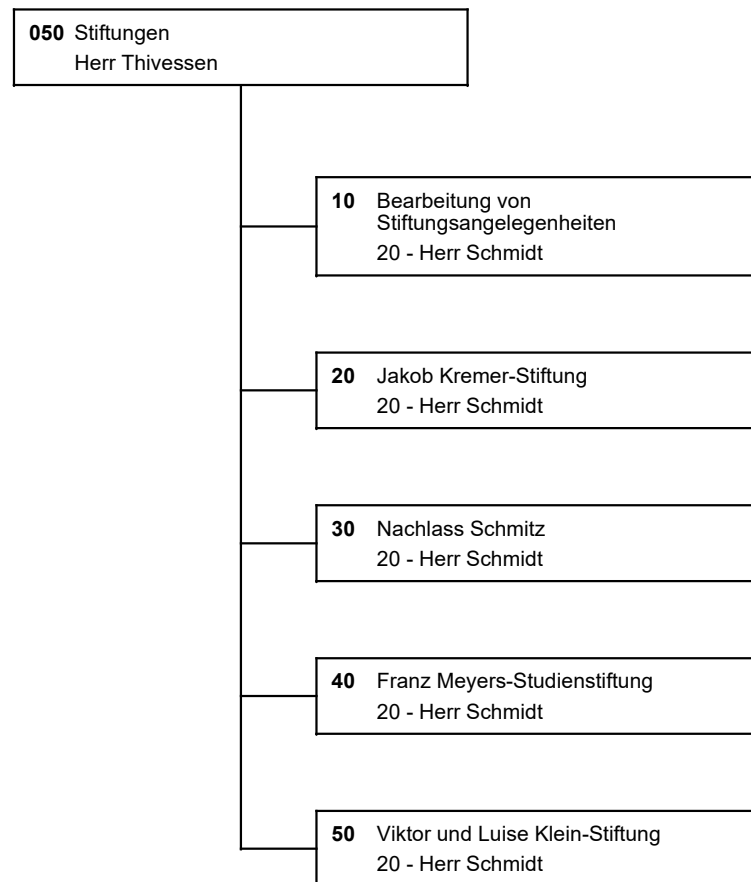 050 Stiftungen
Herr Thivessen
10 Bearbeitung von
Stiftungsangelegenheiten
20 - Herr Schmidt
20 Jakob Kremer-Stiftung
20 - Herr Schmidt
30 Nachlass Schmitz
20 - Herr Schmidt
40 Franz Meyers-Studienstiftung
20 - Herr Schmidt
50 Viktor und Luise Klein-Stiftung
20 - Herr Schmidt